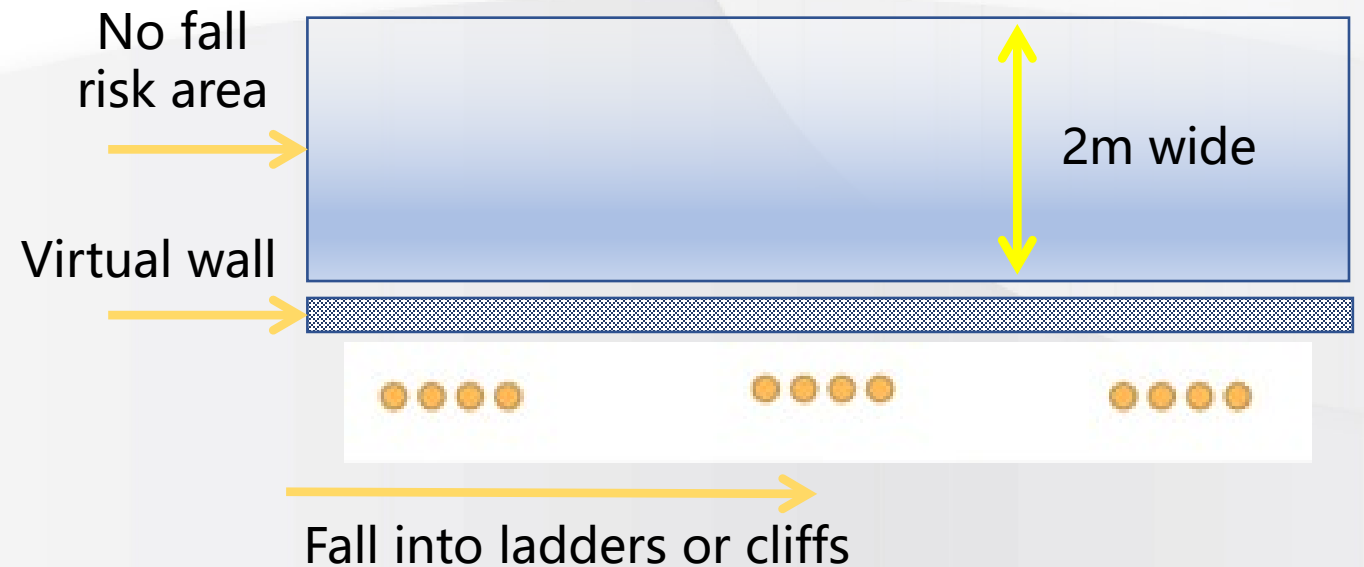 No fall
risk area
2m wide
Virtual wall
Fall into ladders or cliffs